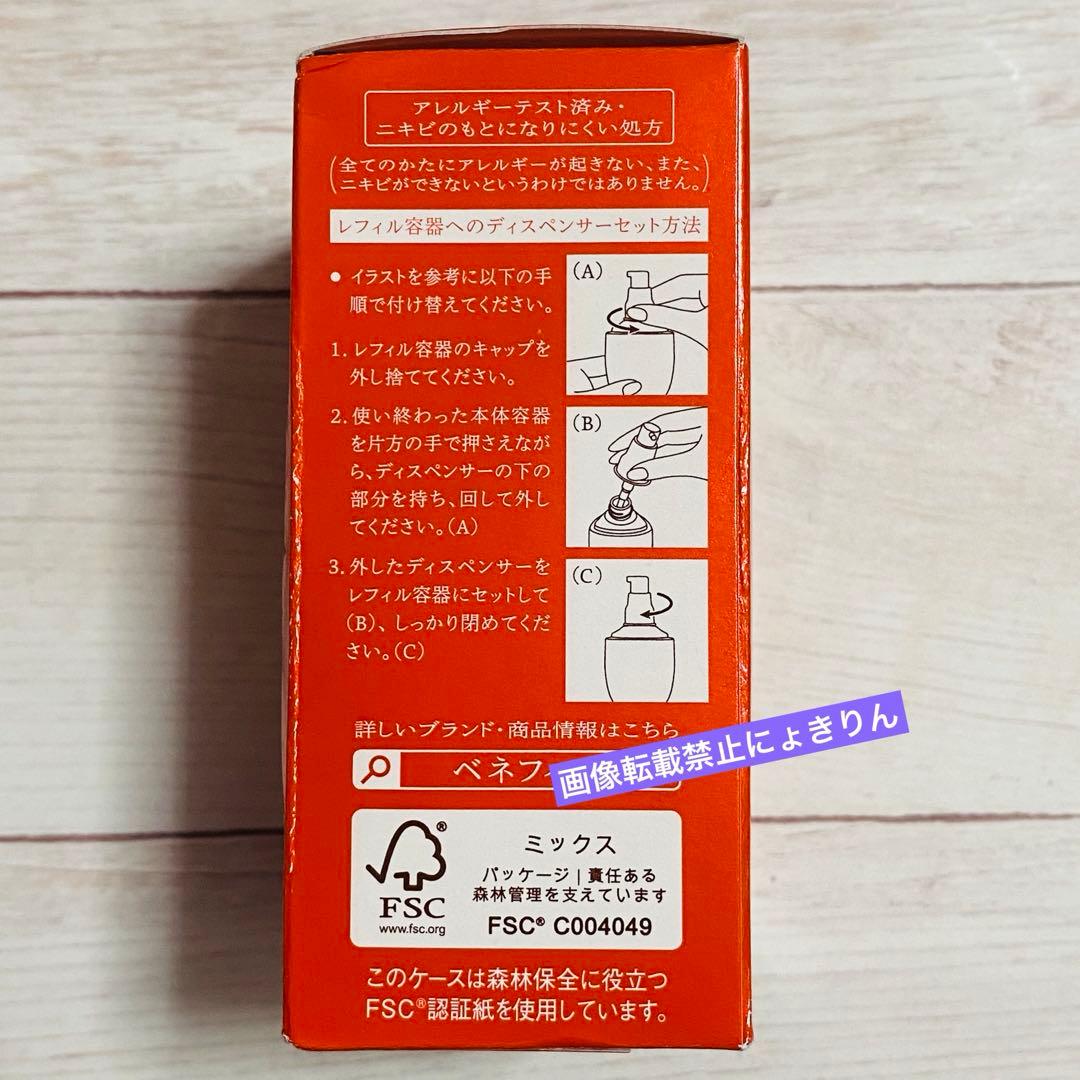 アレルギーテスト済み・
ニキビのもとになりにくい処方
(全てのかたにアレルギーが起きない、また、
ニキビができないというわけではありません。)
レフィル容器へのディスペンサーセット方法
● イラストを参考に以下の手
順で付け替えてください。
1. レフィル容器のキャップを
外し捨ててください。
2. 使い終わった本体容器
を片方の手で押さえなが
ら、ディスペンサーの下の
部分を持ち、回して外し
てください。(A)
3. 外したディスペンサーを
レフィル容器にセットして
(B)、しっかり閉めてくだ
さい。(C)
(A)
(B)
(C)
詳しいブランド・商品情報はこちら
ベネフ
画像転載禁止にょきりん
FSC®
www.fsc.org
ミックス
パッケージ|責任ある
森林管理を支えています
FSC® C004049
このケースは森林保全に役立つ
FSC®認証紙を使用しています。